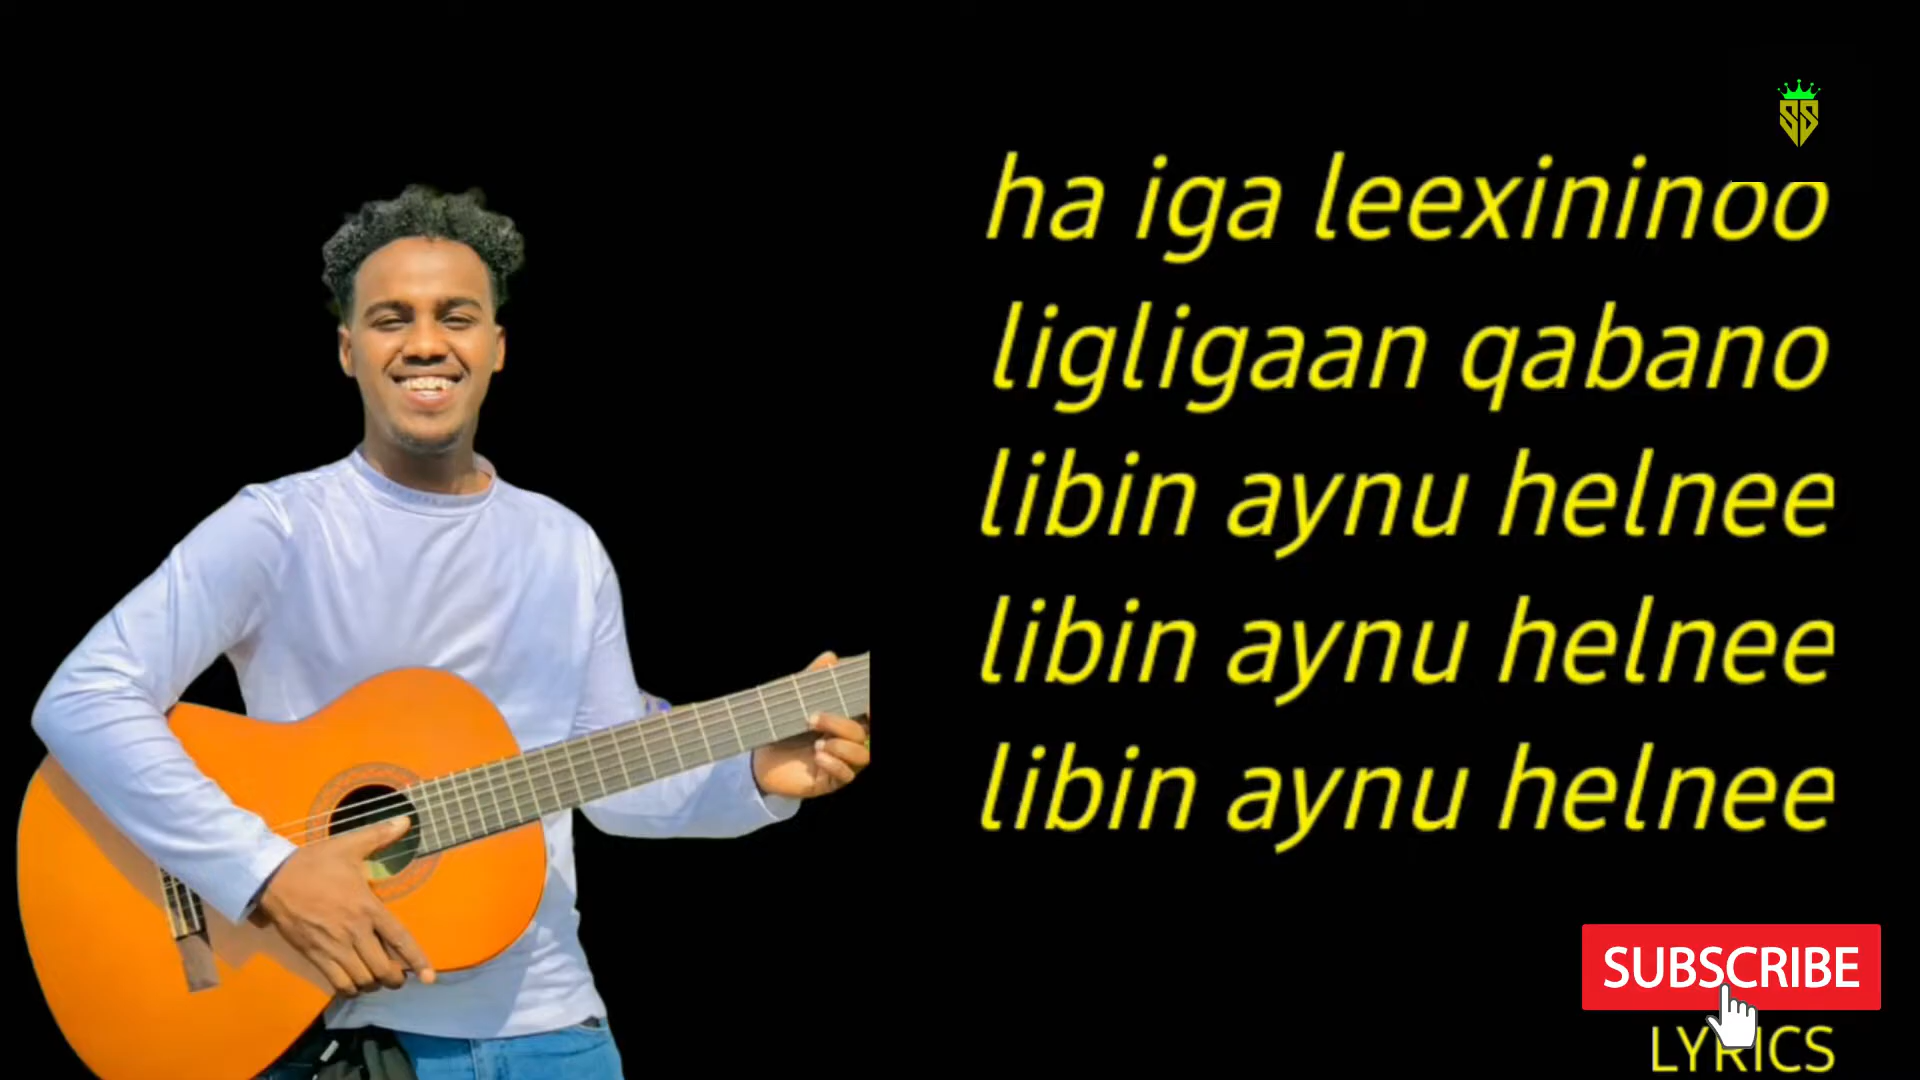 ha iga leexininoo
ligligaan qabano
libin aynu helnee
libin aynu helnee
libin aynu helnee
SUBSCRIBE
LYRICS